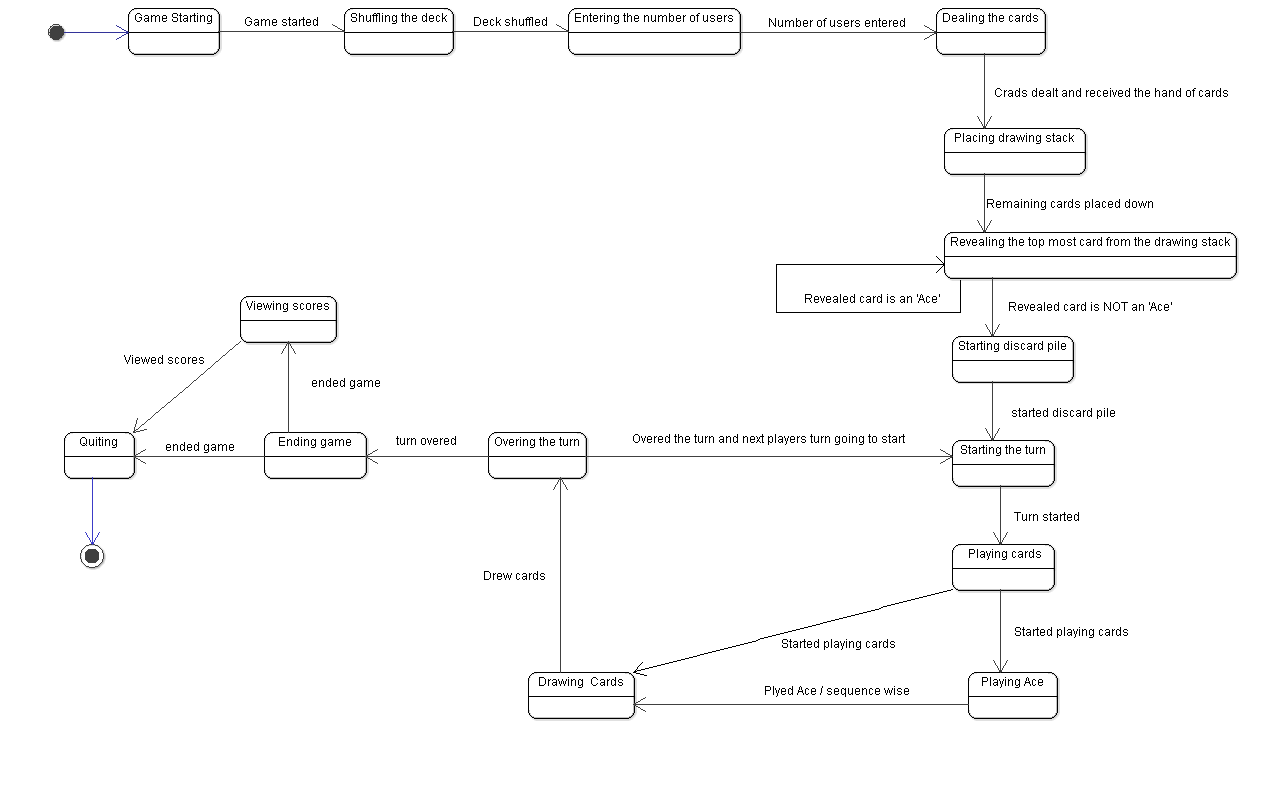 Game Starting
Game started
Shuffling the deck
Deck shuffled
Entering the number of users
Number of users entered
Dealing the cards
Crads dealt and received the hand of cards
Placing drawing stack
Remaining cards placed down
Revealing the top most card from the drawing stack
Revealed card is an 'Ace'
Revealed card is NOT an 'Ace'
Viewing scores
Starting discard pile
Viewed scores
ended game
started discard pile
Quiting
ended game
Ending game
turn overed
Overing the turn
Overed the turn and next players turn going to start
Starting the turn
Turn started
Playing cards
Drew cards
Started playing cards
Started playing cards
Drawing  Cards
Plyed Ace / sequence wise
Playing Ace